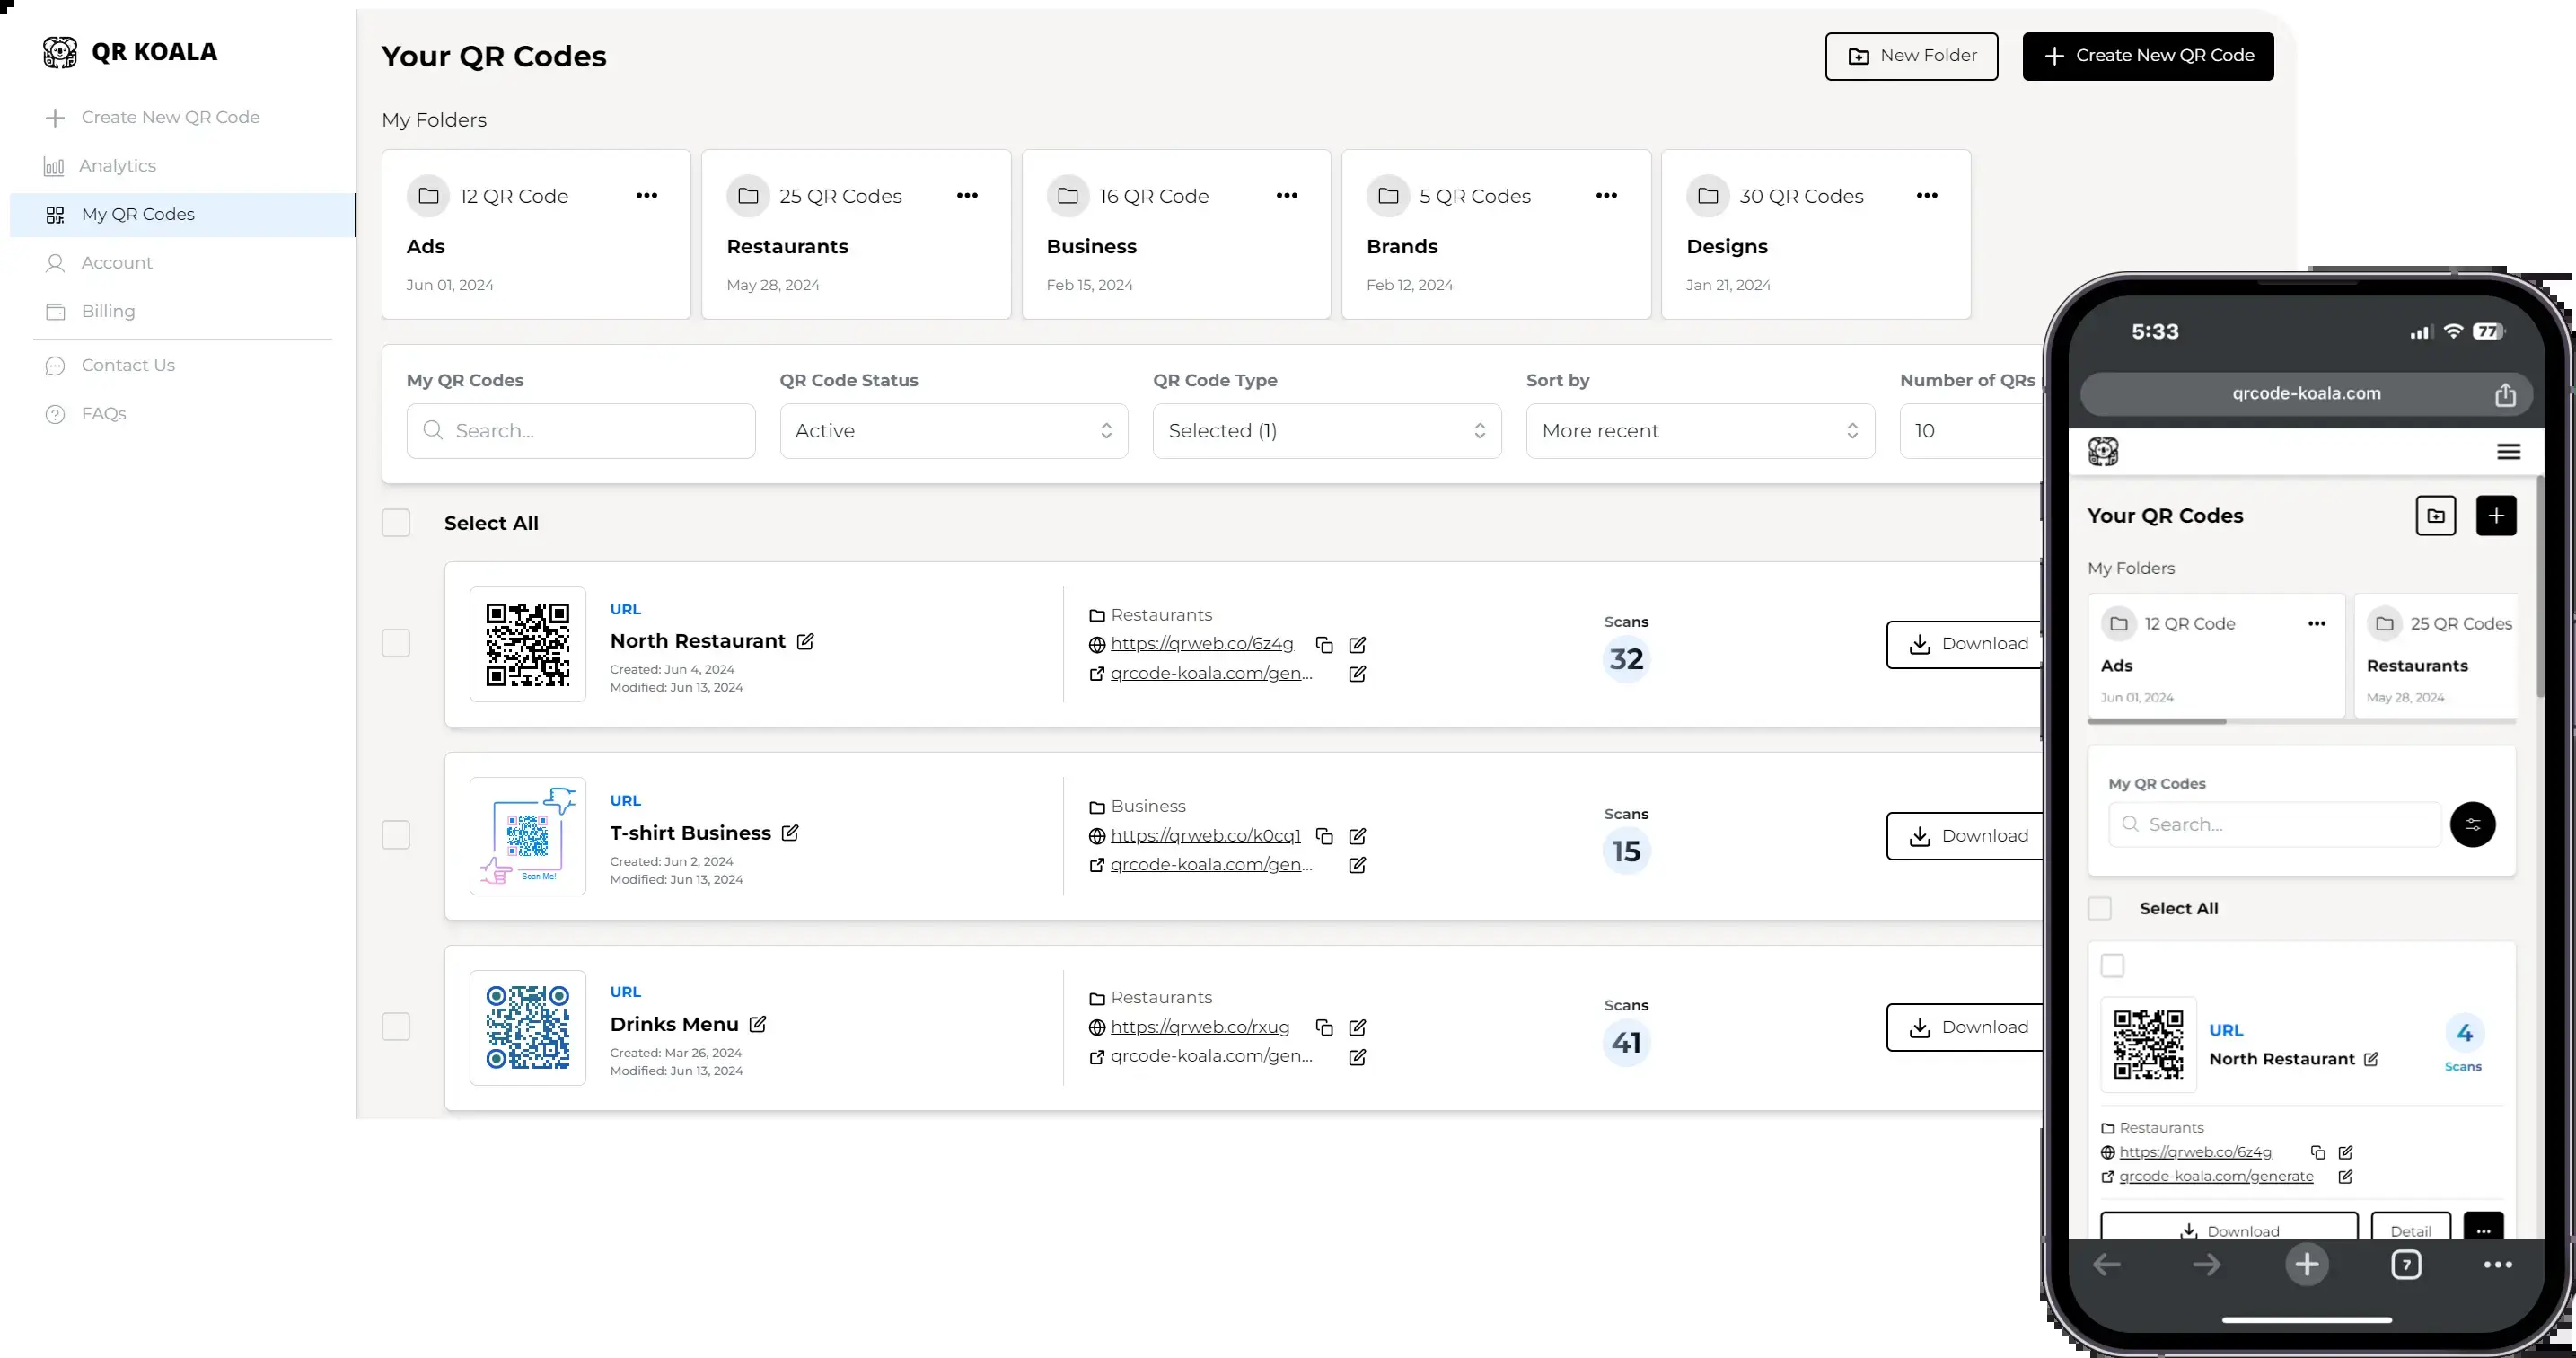 QR KOALA
Create New QR Code
Analytics
My QR Codes
Account
Billing
Contact Us
FAQs
Your QR Codes
New Folder
Create New QR Code
My Folders
12 QR Code
Ads
Jun 01, 2024
25 QR Codes
Restaurants
May 28, 2024
16 QR Code
Business
Feb 15, 2024
5 QR Codes
Brands
Feb 12, 2024
30 QR Codes
Designs
Jan 21, 2024
My QR Codes
Search...
QR Code Status
Active
QR Code Type
Selected (1)
Sort by
More recent
Number of QRs
10
Select All
URL
North Restaurant
Created: Jun 4, 2024
Modified: Jun 13, 2024
Restaurants
https://qrweb.co/6z4g
qrcode-koala.com/gen...
Scans
32
Download
Scan Me!
URL
T-shirt Business
Created: Jun 2, 2024
Modified: Jun 13, 2024
Business
https://qrweb.co/k0cq1
qrcode-koala.com/gen...
Scans
15
Download
URL
Drinks Menu
Created: Mar 26, 2024
Modified: Jun 13, 2024
Restaurants
https://qrweb.co/rxug
qrcode-koala.com/gen...
Scans
41
Download
5:33
77
qrcode-koala.com
Your QR Codes
My Folders
12 QR Code
Ads
Jun 01, 2024
25 QR Codes
Restaurants
May 28, 2024
My QR Codes
Search...
Select All
URL
North Restaurant
4
Scans
Restaurants
https://qrweb.co/6z4g
qrcode-koala.com/generate
Download
Detail
7